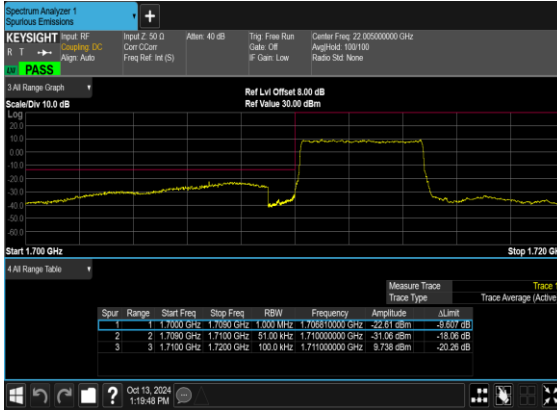 Spectrum Analyzer 1
Spurious Emissions
+
KEYSIGHT Input: RF Input Z: 50 Ω Atten: 40 dB Trig: Free Run Center Freq: 22.005000000 GHz
R T Coupling: DC Corr CCorr Gate: Off Avg|Hold: 100/100
Align: Auto Freq Ref: Int (S) IF Gain: Low Radio Std: None
PASS
3 All Range Graph
Ref Lvl Offset 8.00 dB
Scale/Div 10.0 dB Ref Value 30.00 dBm
Log
20.0
10.0
0.00
-10.0
-20.0
-30.0
-40.0
-50.0
-60.0
Start 1.700 GHz Stop 1.720 GH
4 All Range Table
Measure Trace Trace 1
Trace Type Trace Average (Active
Spur Range Start Freq Stop Freq RBW Frequency Amplitude ΔLimit
1 1 1.7000 GHz 1.7090 GHz 1.000 MHz 1.706810000 GHz -22.61 dBm -9.607 dB
2 2 1.7090 GHz 1.7100 GHz 51.00 kHz 1.710000000 GHz -31.06 dBm -18.06 dB
3 3 1.7100 GHz 1.7200 GHz 100.0 kHz 1.711000000 GHz 9.738 dBm -20.26 dB
? Oct 13, 2024
1:19:48 PM